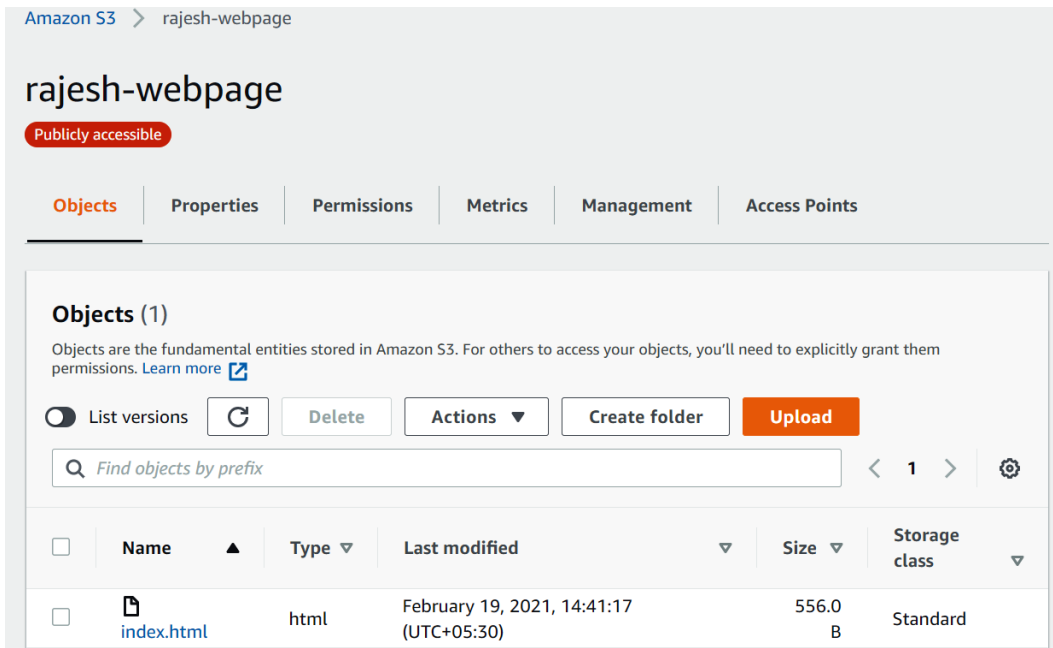 Amazon S3 > rajesh-webpage
rajesh-webpage
Publicly accessible
Objects Properties Permissions Metrics Management Access Points
Objects (1)
Objects are the fundamental entities stored in Amazon S3. For others to access your objects, you'll need to explicitly grant them
permissions. Learn more
List versions Delete Actions Create folder Upload
Find objects by prefix 1
Name Type Last modified Size Storage
class
index.html html February 19, 2021, 14:41:17
(UTC+05:30) 556.0
B Standard